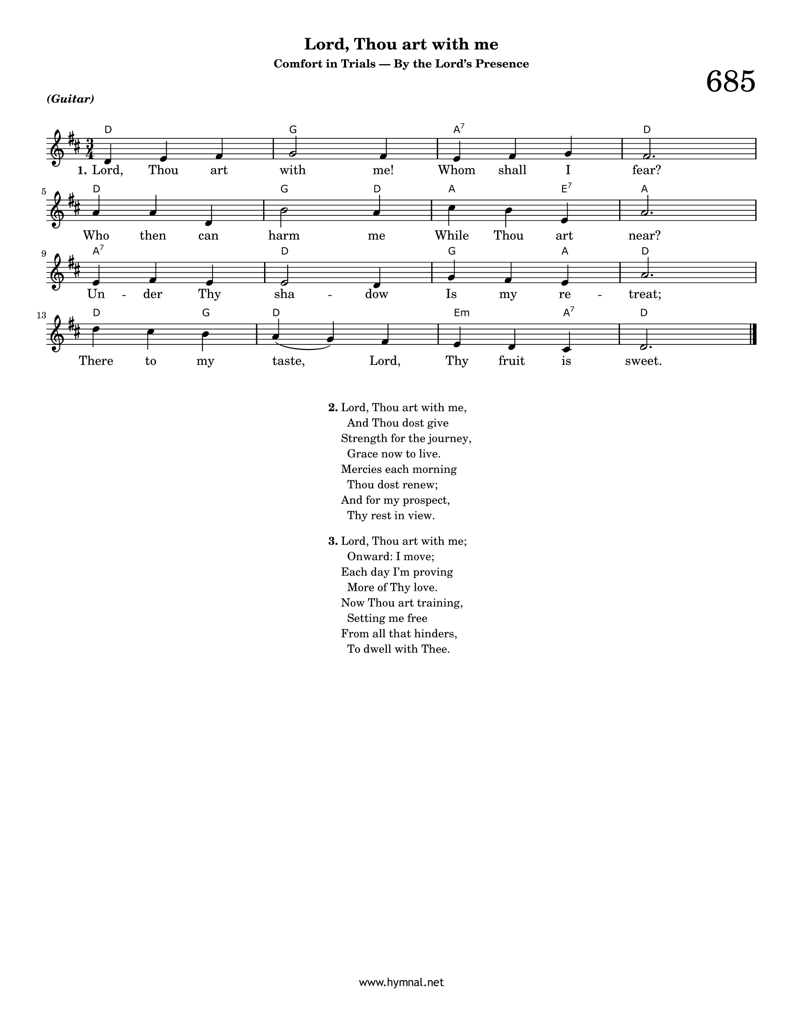 Lord, Thou art with me
Comfort in Trials — By the Lord's Presence
685
(Guitar)
D G A7 D
3
4
1. Lord, Thou art with me! Whom shall I fear?
5
D G D A E7 A
Who then can harm me While Thou art near?
9
A7 D G A D
Un - der Thy sha - dow Is my re - treat;
13
D G D Em A7 D
There to my taste, Lord, Thy fruit is sweet.
2. Lord, Thou art with me,
And Thou dost give
Strength for the journey,
Grace now to live.
Mercies each morning
Thou dost renew;
And for my prospect,
Thy rest in view.
3. Lord, Thou art with me;
Onward: I move;
Each day I'm proving
More of Thy love.
Now Thou art training,
Setting me free
From all that hinders,
To dwell with Thee.
www.hymnal.net